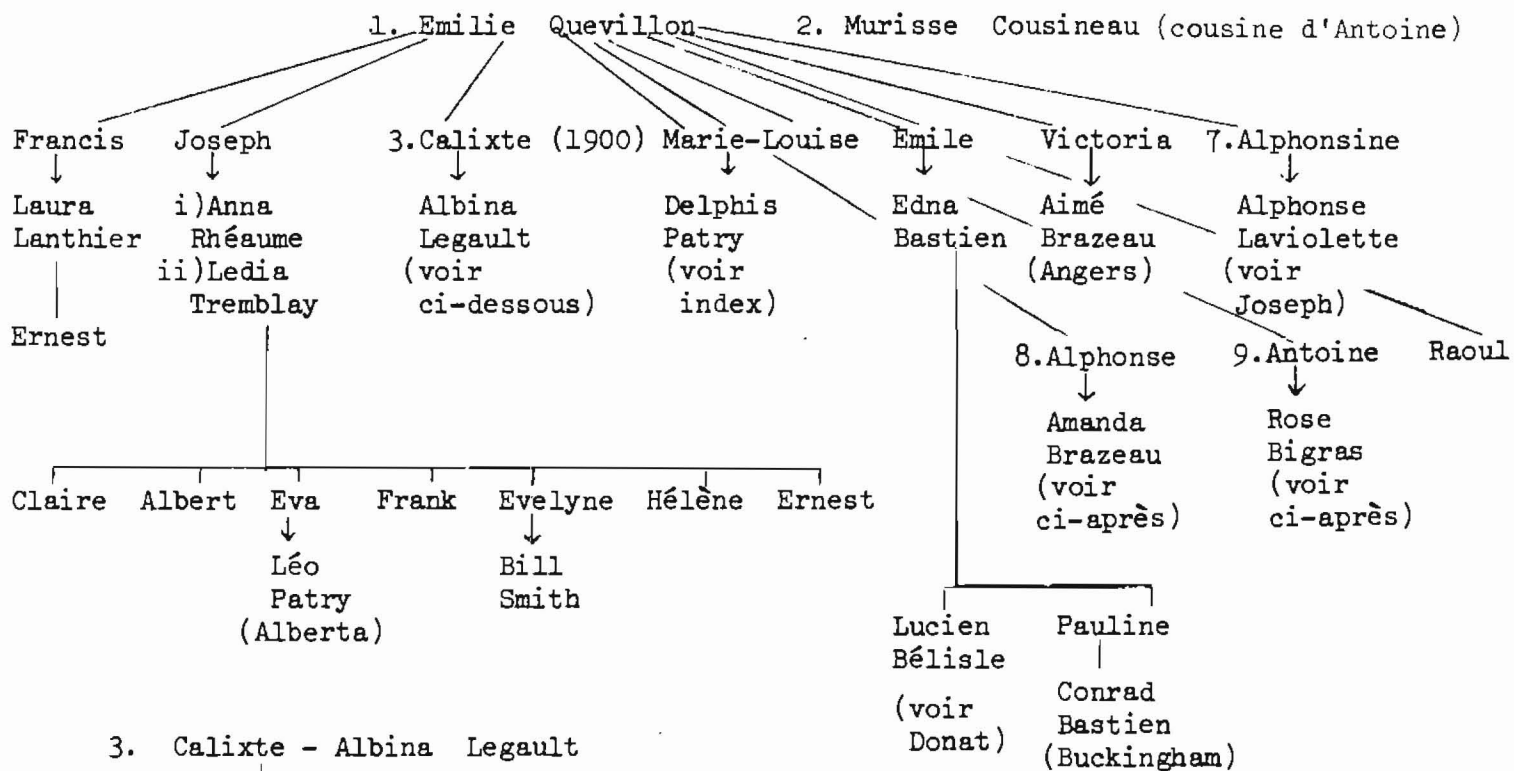 1. Emilie Quevillon 2. Murisse Cousineau (cousine d'Antoine)
Francis Joseph 3.Calixte (1900) Marie-Louise Emile Victoria 7.Alphonsine
Laura i)Anna Albina Delphis Edna Aimé Alphonse
Lanthier Rhéaume Legault Patry Bastien Brazeau Laviolette
ii)Ledia (voir (voir (Angers) (voir
Tremblay ci-dessous) index) Joseph)
Ernest
8.Alphonse 9.Antoine Raoul
Amanda Rose
Brazeau Bigras
(voir (voir
ci-après) ci-après)
Claire Albert Eva Frank Evelyne Hélène Ernest
Léo Bill
Patry Smith
(Alberta)
Lucien Pauline
Bélisle
(voir Conrad
Donat) Bastien
(Buckingham)
3. Calixte - Albina Legault